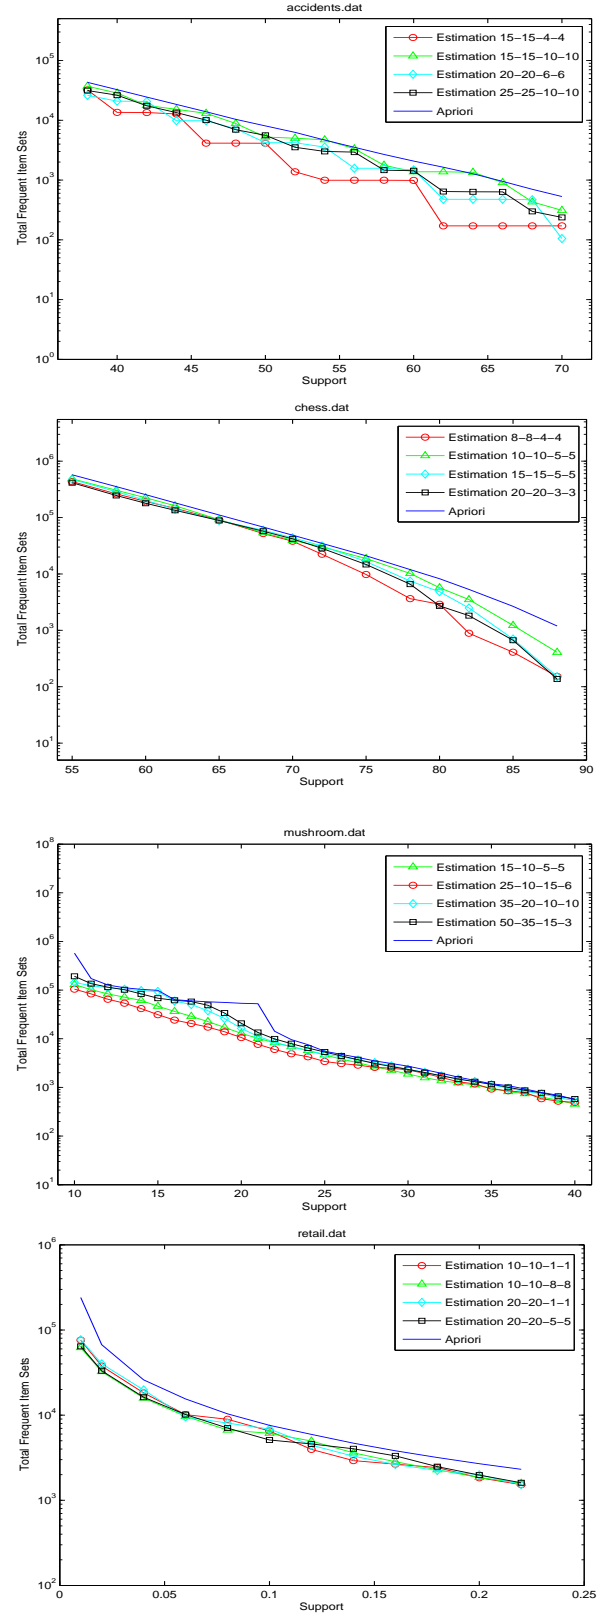 accidents.dat
Total Frequent Item Sets
10^5
10^4
10^3
10^2
10^1
10^0
Estimation 15-15-4-4
Estimation 15-15-10-10
Estimation 20-20-6-6
Estimation 25-25-10-10
Apriori
40 45 50 55 60 65 70
Support
chess.dat
Total Frequent Item Sets
10^6
10^5
10^4
10^3
10^2
10^1
Estimation 8-8-4-4
Estimation 10-10-5-5
Estimation 15-15-5-5
Estimation 20-20-3-3
Apriori
55 60 65 70 75 80 85 90
Support
mushroom.dat
Total Frequent Item Sets
10^8
10^7
10^6
10^5
10^4
10^3
10^2
10^1
Estimation 15-10-5-5
Estimation 25-10-15-6
Estimation 35-20-10-10
Estimation 50-35-15-3
Apriori
10 15 20 25 30 35 40
Support
retail.dat
Total Frequent Item Sets
10^6
10^5
10^4
10^3
10^2
Estimation 10-10-1-1
Estimation 10-10-8-8
Estimation 20-20-1-1
Estimation 20-20-5-5
Apriori
0 0.05 0.1 0.15 0.2 0.25
Support